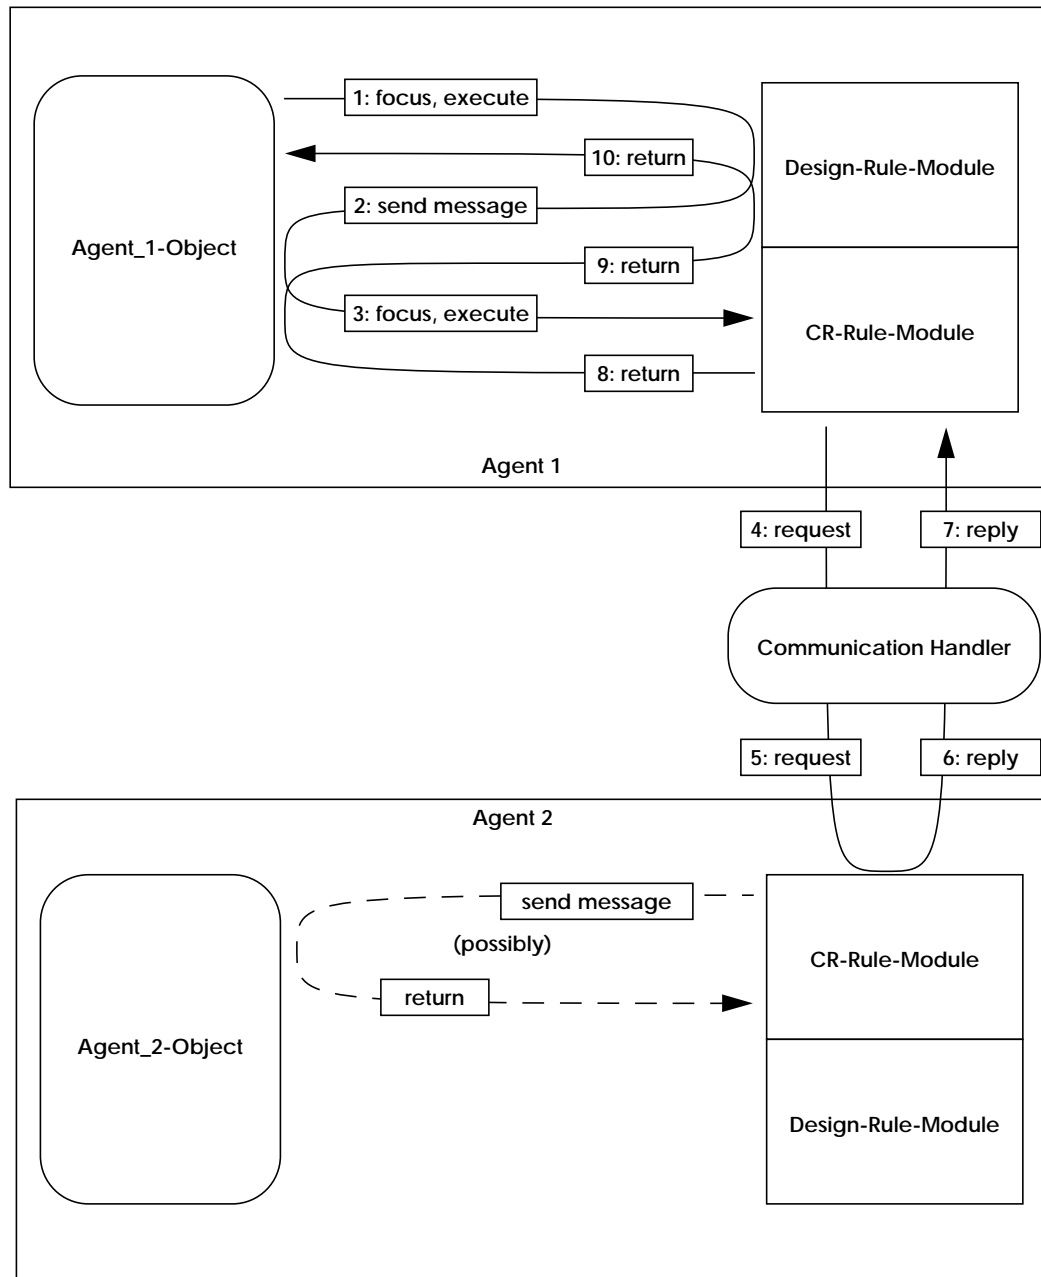 1: focus, execute
10: return
Design-Rule-Module
2: send message
Agent_1-Object
9: return
3: focus, execute
CR-Rule-Module
8: return
Agent 1
4: request
7: reply
Communication Handler
5: request
6: reply
Agent 2
send message
(possibly)
CR-Rule-Module
return
Agent_2-Object
Design-Rule-Module